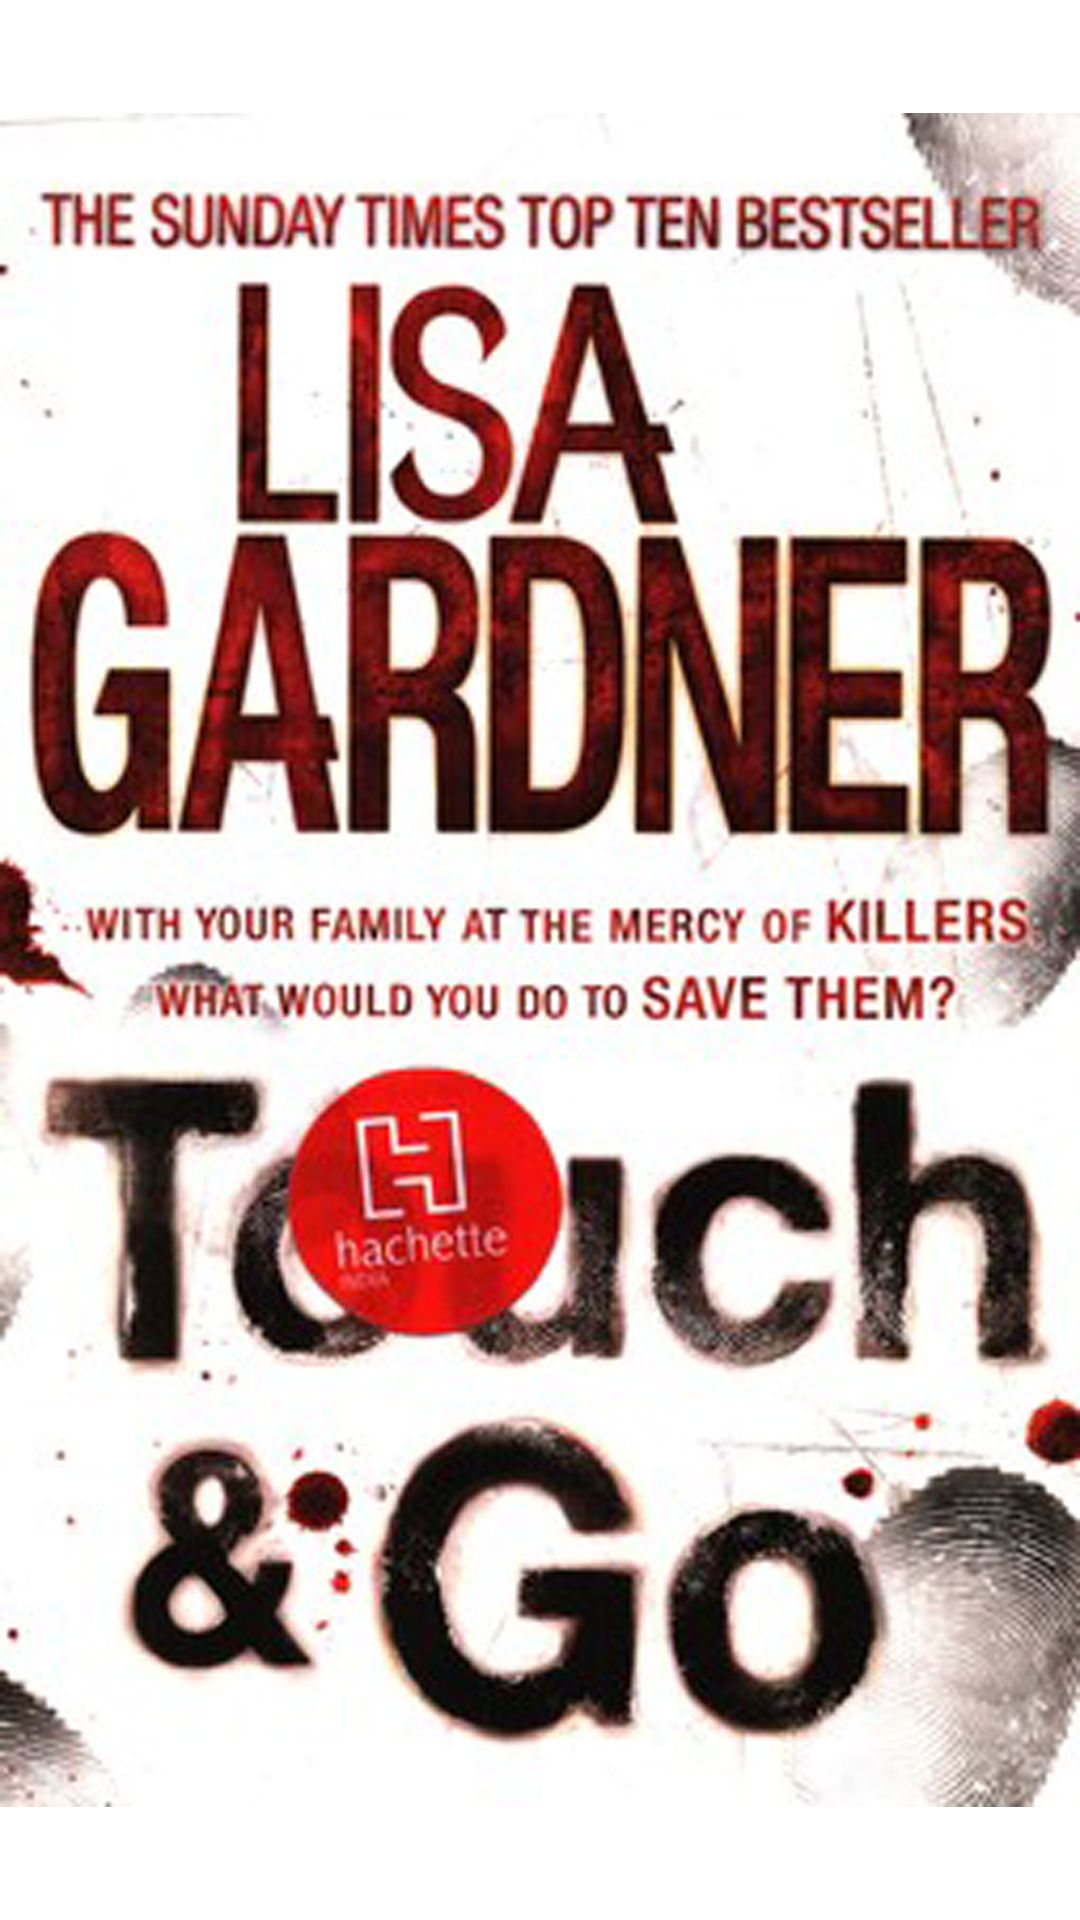 THE SUNDAY TIMES TOP TEN BESTSELLER
LISA
GARDNER
WITH YOUR FAMILY AT THE MERCY OF KILLERS,
WHAT WOULD YOU DO TO SAVE THEM?
Touch
hachette
INDIA
& Go